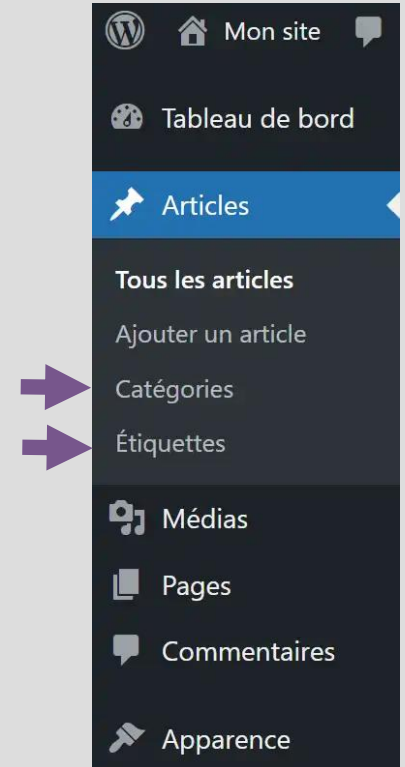 Mon site
Tableau de bord
Articles
Tous les articles
Ajouter un article
Catégories
Étiquettes
Médias
Pages
Commentaires
Apparence